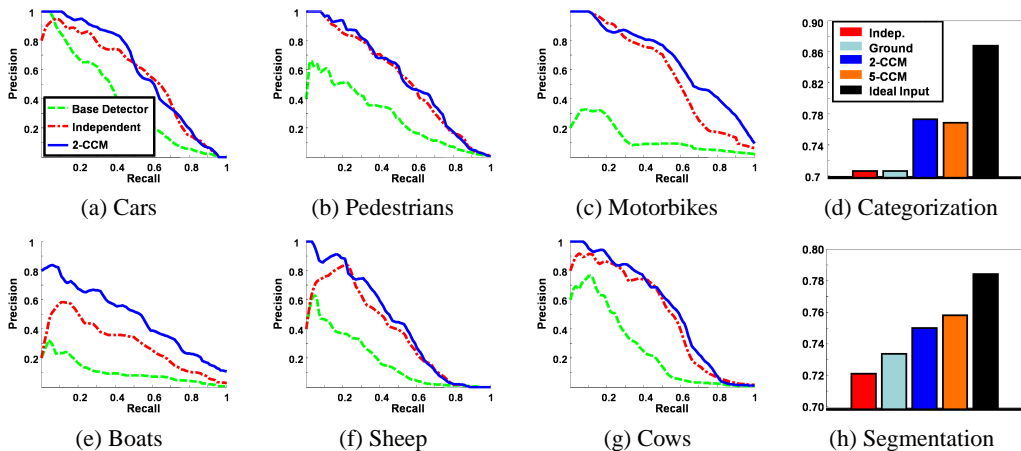 1
0.8
0.6
0.4
0.2
Precision
Base Detector
Independent
2-CCM
0.2 0.4 0.6 0.8 1
Recall
(a) Cars
1
0.8
0.6
0.4
0.2
Precision
0.2 0.4 0.6 0.8 1
Recall
(b) Pedestrians
1
0.8
0.6
0.4
0.2
Precision
0.2 0.4 0.6 0.8 1
Recall
(c) Motorbikes
0.90
0.86
0.82
0.78
0.74
0.7
Indep.
Ground
2-CCM
5-CCM
Ideal Input
(d) Categorization
1
0.8
0.6
0.4
0.2
Precision
0.2 0.4 0.6 0.8 1
Recall
(e) Boats
1
0.8
0.6
0.4
0.2
Precision
0.2 0.4 0.6 0.8 1
Recall
(f) Sheep
1
0.8
0.6
0.4
0.2
Precision
0.2 0.4 0.6 0.8 1
Recall
(g) Cows
0.80
0.78
0.76
0.74
0.72
0.70
(h) Segmentation